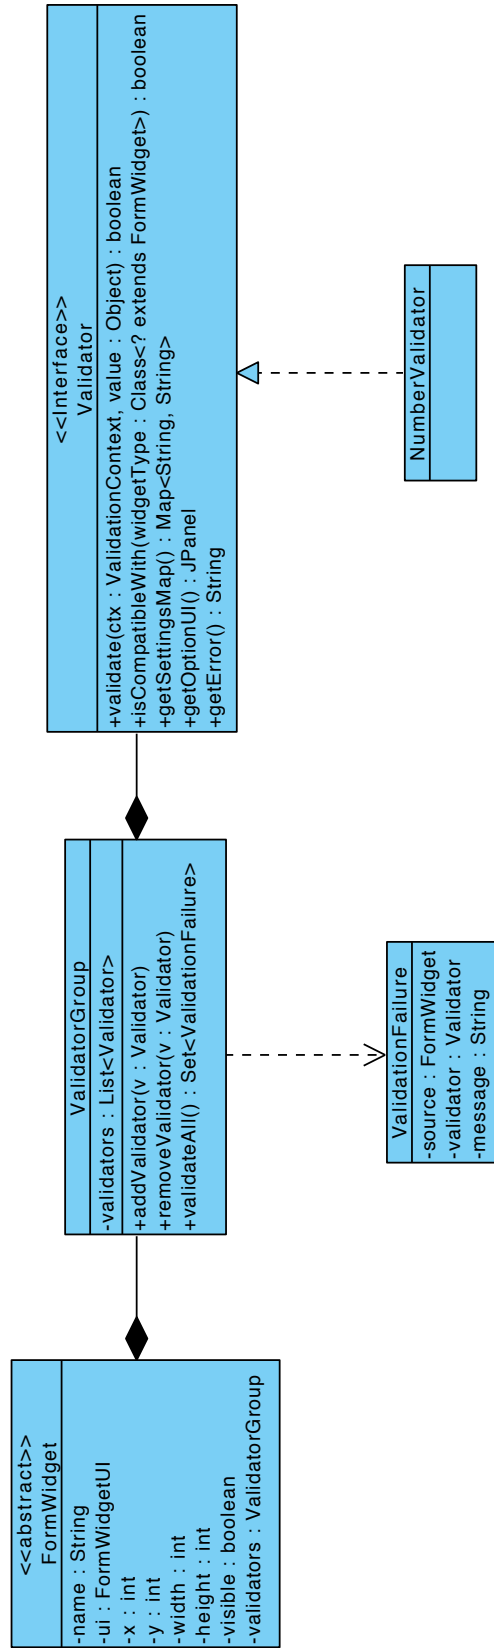 <<abstract>>
FormWidget
-name : String
-ui : FormWidgetUI
-x : int
-y : int
-width : int
-height : int
-visible : boolean
-validators : ValidatorGroup
ValidatorGroup
-validators : List<Validator>
+addValidator(v : Validator)
+removeValidator(v : Validator)
+validateAll() : Set<ValidationFailure>
<<Interface>>
Validator
+validate(ctx : ValidationContext, value : Object) : boolean
+isCompatibleWith(widgetType : Class<? extends FormWidget>) : boolean
+getSettingsMap() : Map<String, String>
+getOptionUI() : JPanel
+getError() : String
ValidationFailure
-source : FormWidget
-validator : Validator
-message : String
NumberValidator